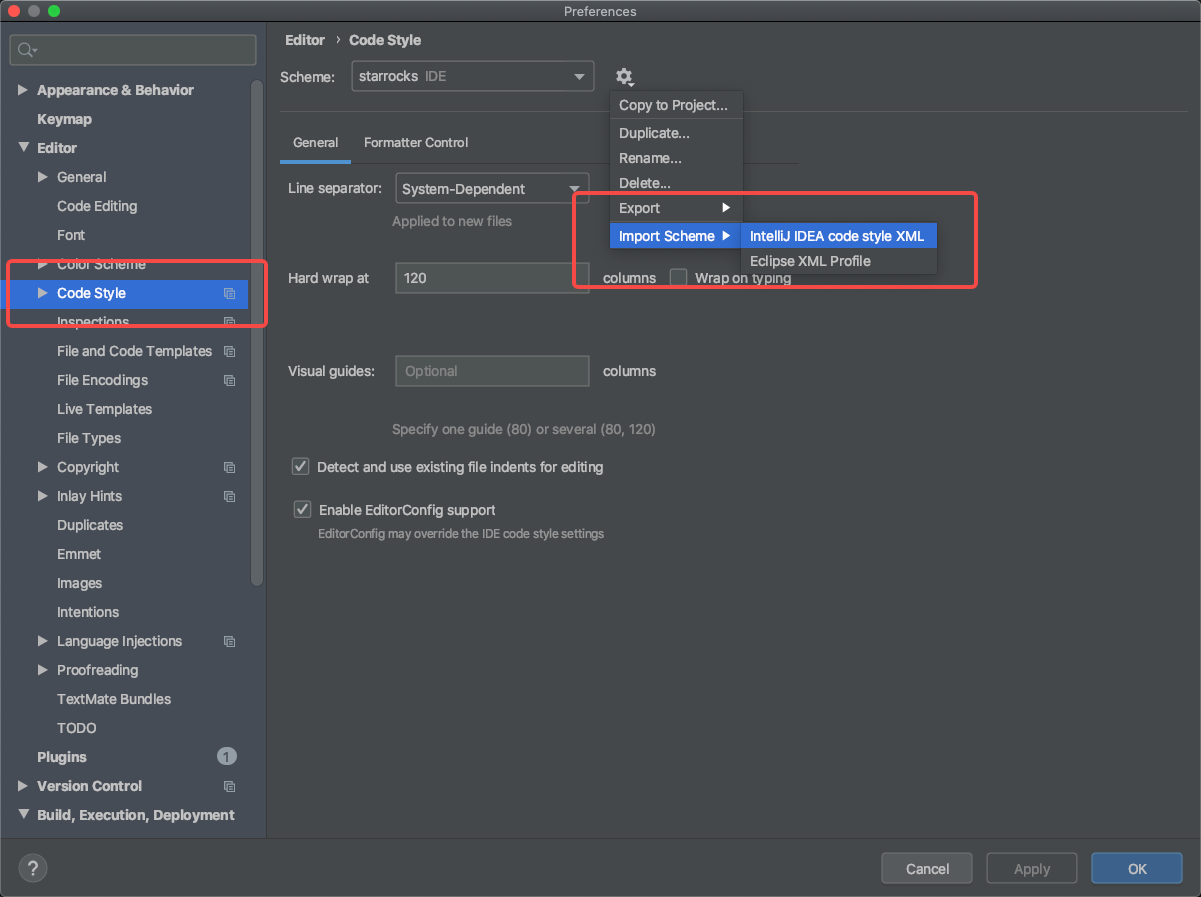 Preferences
Appearance & Behavior
Keymap
Editor
General
Code Editing
Font
Color Scheme
Code Style
Inspections
File and Code Templates
File Encodings
Live Templates
File Types
Copyright
Inlay Hints
Duplicates
Emmet
Images
Intentions
Language Injections
Proofreading
TextMate Bundles
TODO
Plugins 1
Version Control
Build, Execution, Deployment
Editor › Code Style
Scheme: starrocks IDE
Copy to Project...
Duplicate...
Rename...
Delete...
Export
Import Scheme
IntelliJ IDEA code style XML
Eclipse XML Profile
General Formatter Control
Line separator: System-Dependent
Applied to new files
Hard wrap at 120 columns Wrap on typing
Visual guides: Optional columns
Specify one guide (80) or several (80, 120)
Detect and use existing file indents for editing
Enable EditorConfig support
EditorConfig may override the IDE code style settings
? Cancel Apply OK